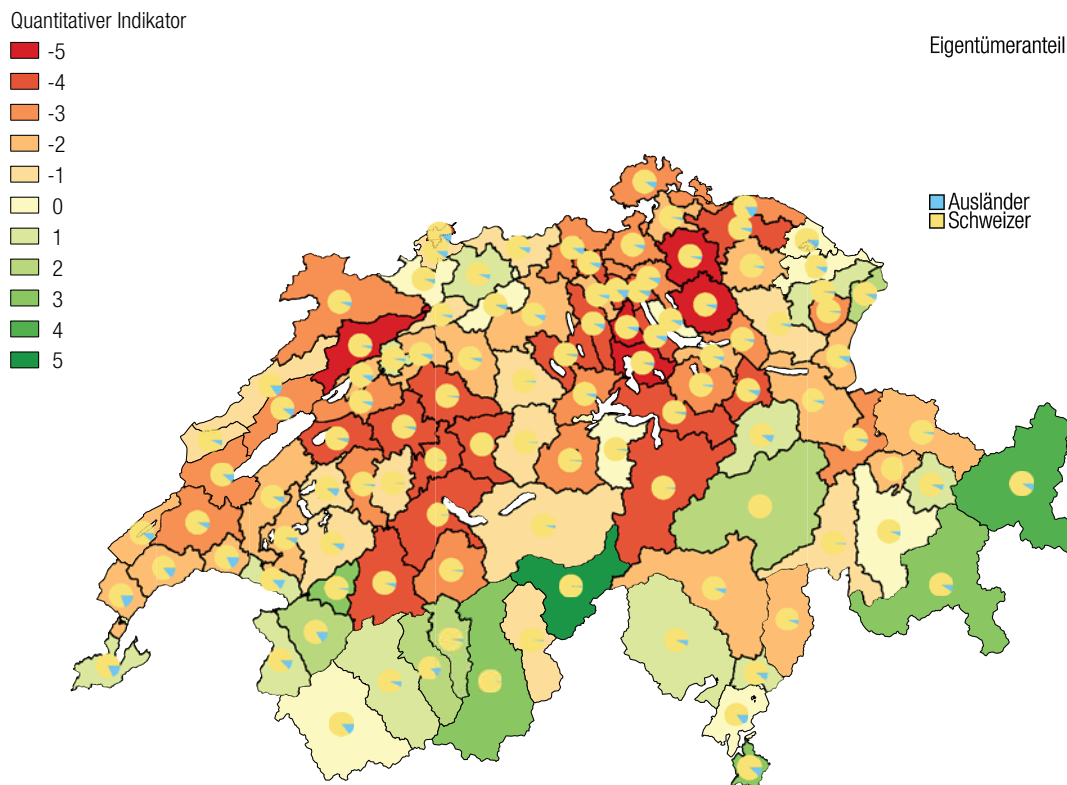 Quantitativer Indikator
-5
-4
-3
-2
-1
0
1
2
3
4
5
Eigentümeranteil
Ausländer
Schweizer